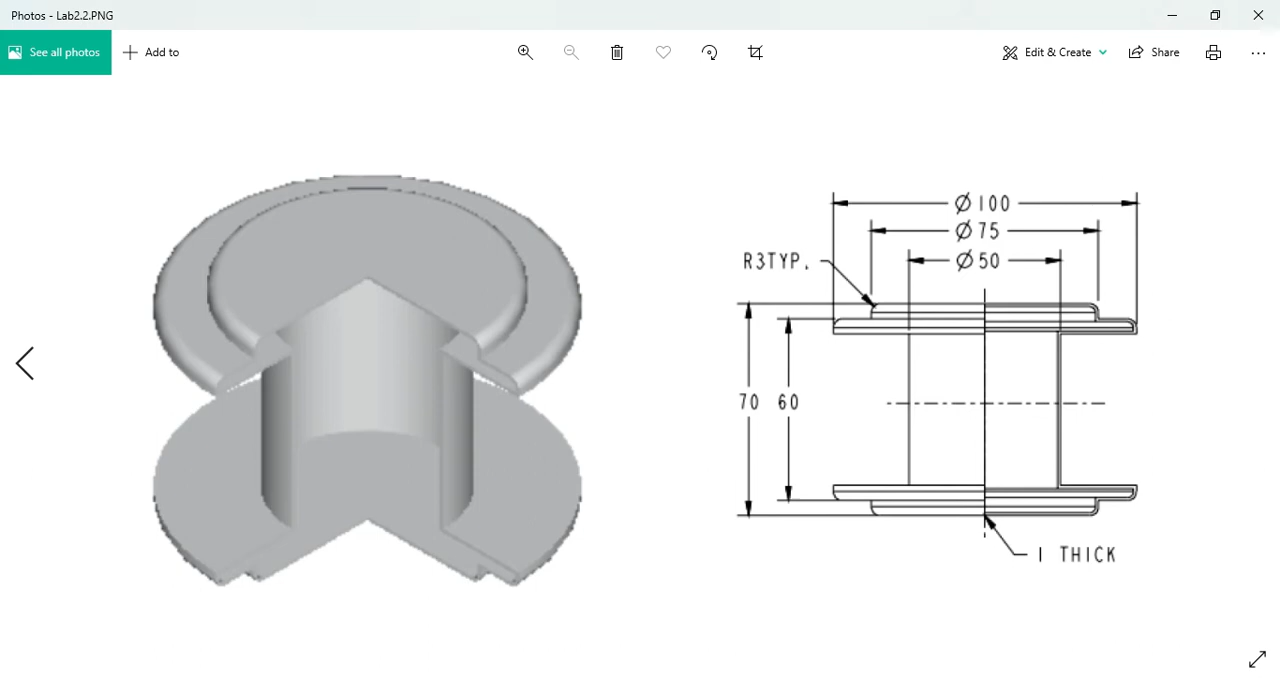 Photos - Lab2.2.PNG
See all photos
Add to
Edit & Create
Share
Ø100
Ø75
R3TYP.
Ø50
70
60
1 THICK